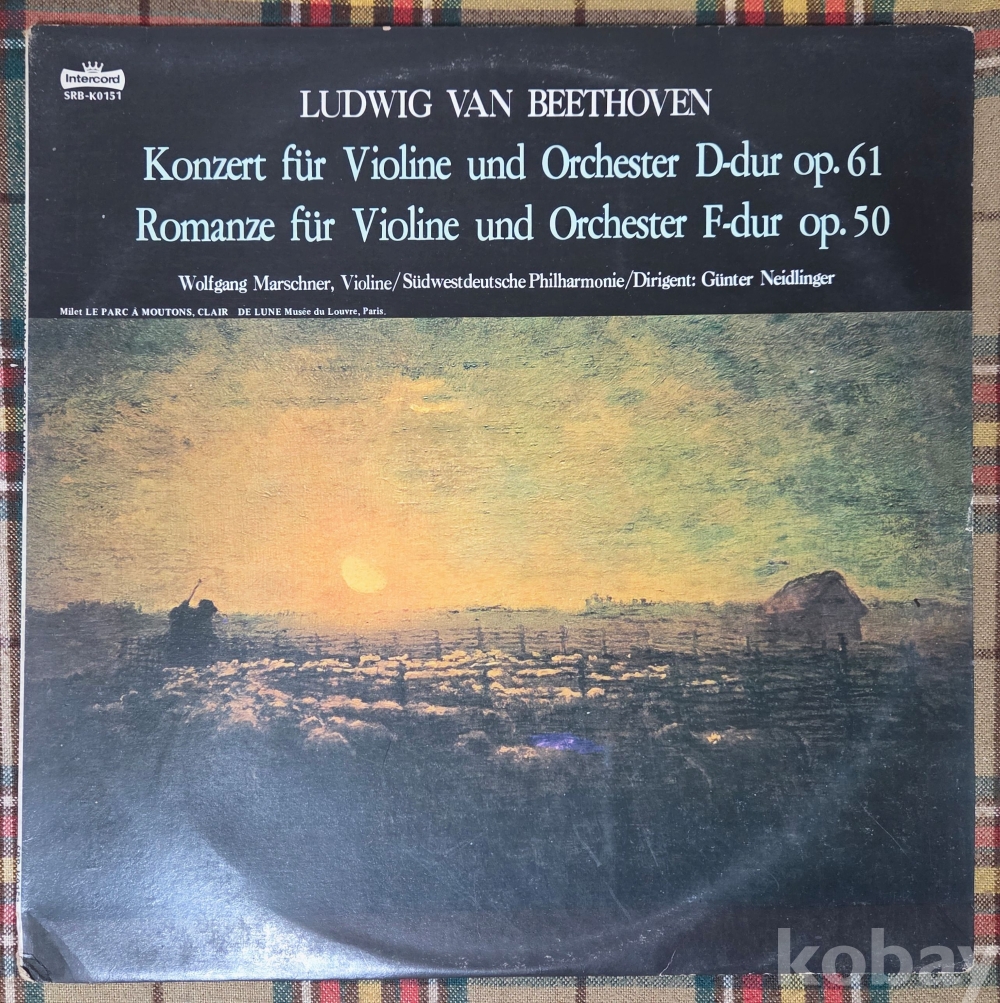 Intercord
SRB-K0151
LUDWIG VAN BEETHOVEN
Konzert für Violine und Orchester D-dur op. 61
Romanze für Violine und Orchester F-dur op. 50
Wolfgang Marschner, Violine/Südwestdeutsche Philharmonie/Dirigent: Günter Neidlinger
Milet LE PARC Á MOUTONS, CLAIR DE LUNE Musée du Louvre, Paris.
kobay